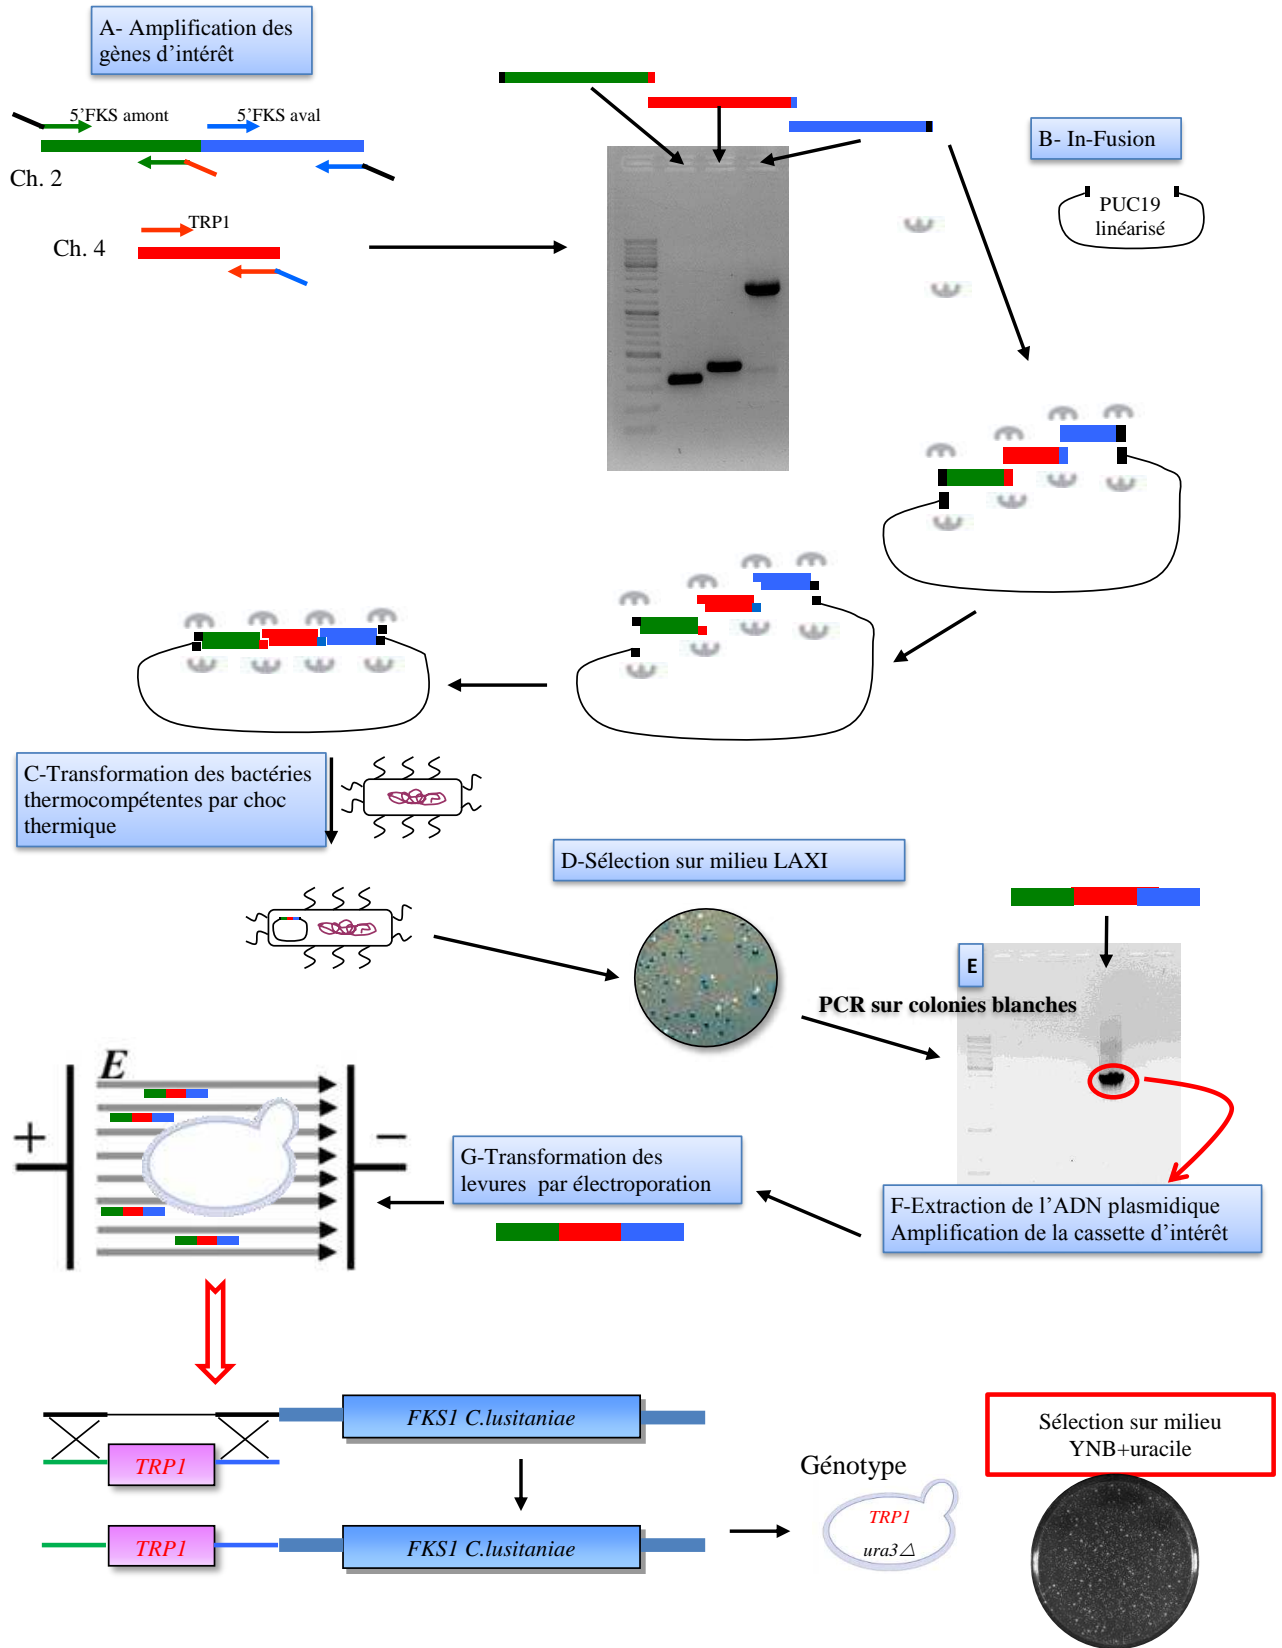 A- Amplification des
gènes d'intérêt
5'FKS amont
5'FKS aval
Ch. 2
TRP1
Ch. 4
B- In-Fusion
PUC19
linéarisé
C-Transformation des bactéries
thermocompétentes par choc
thermique
D-Sélection sur milieu LAXI
E
PCR sur colonies blanches
E
+
−
G-Transformation des
levures par électroporation
F-Extraction de l'ADN plasmidique
Amplification de la cassette d'intérêt
FKS1 C.lusitaniae
TRP1
Sélection sur milieu
YNB+uracile
Génotype
TRP1
ura3△
TRP1
FKS1 C.lusitaniae